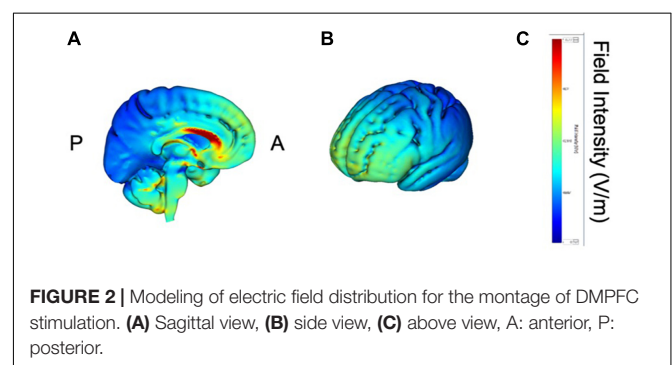 A
B
C
P
A
Field Intensity (V/m)
FIGURE 2 | Modeling of electric field distribution for the montage of DMPFC
stimulation. (A) Sagittal view, (B) side view, (C) above view, A: anterior, P:
posterior.